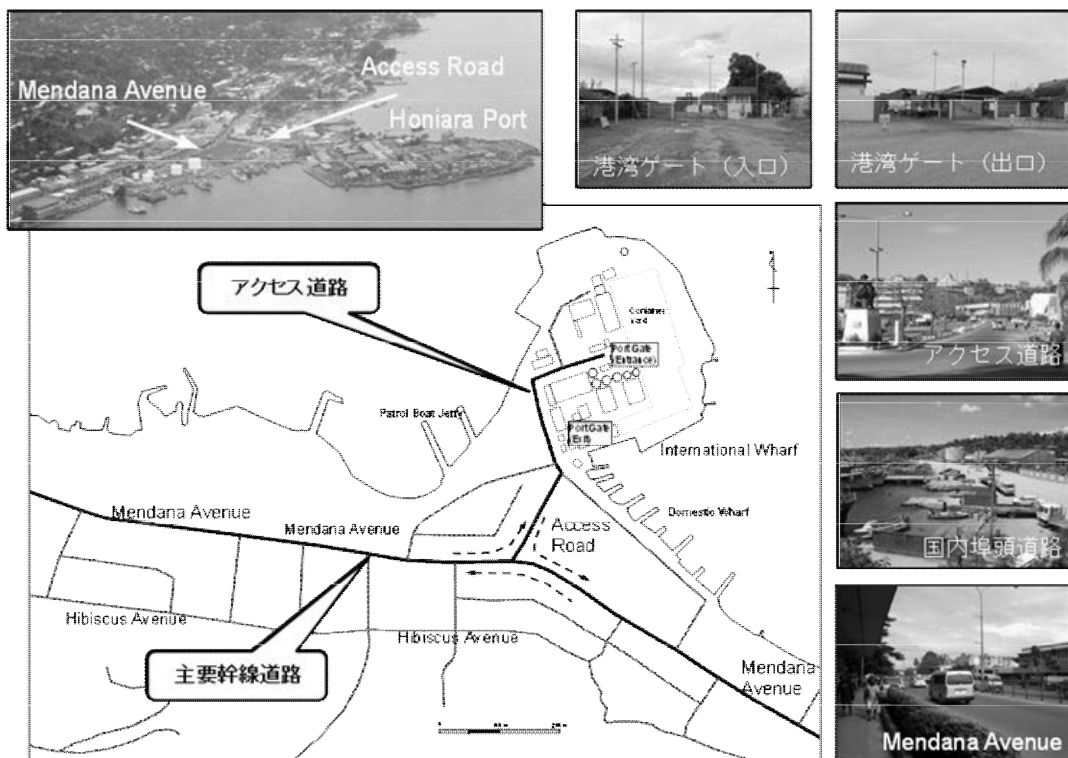 Mendana Avenue
Access Road
Honiara Port
港湾ゲート（入口）
港湾ゲート（出口）
アクセス道路
アクセス道路
Container
Port Gate
(Entrance)
Patrol Boat Jetty
Port Gate
(Exit)
International Wharf
国内埠頭道路
Mendana Avenue
Mendana Avenue
Access
Road
Domestic Wharf
Hibiscus Avenue
Hibiscus Avenue
主要幹線道路
Mendana
Avenue
Mendana Avenue